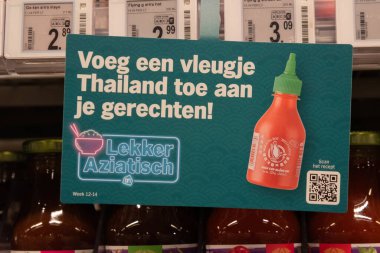 2.89
2.99
3.
Voeg een vleugje
Thailand toe aan
je gerechten!
Lekker
Aziatisch
Week 12-14
Scan
het recept